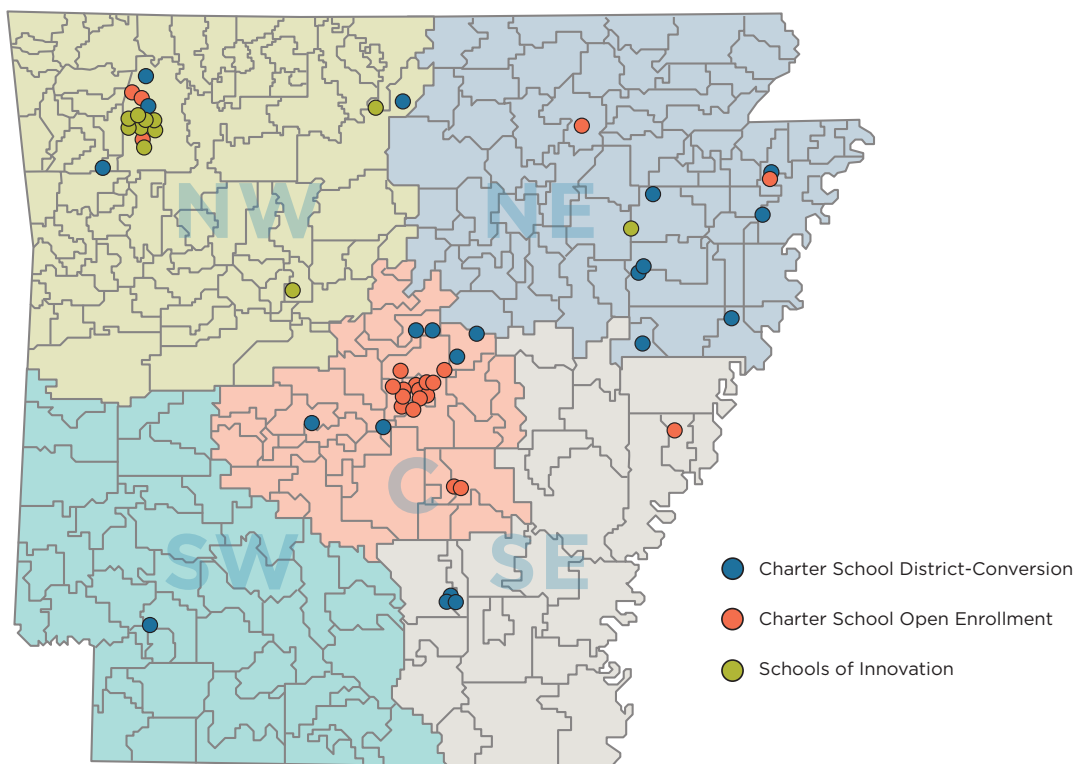 NW
NE
C
SW
SE
Charter School District-Conversion
Charter School Open Enrollment
Schools of Innovation